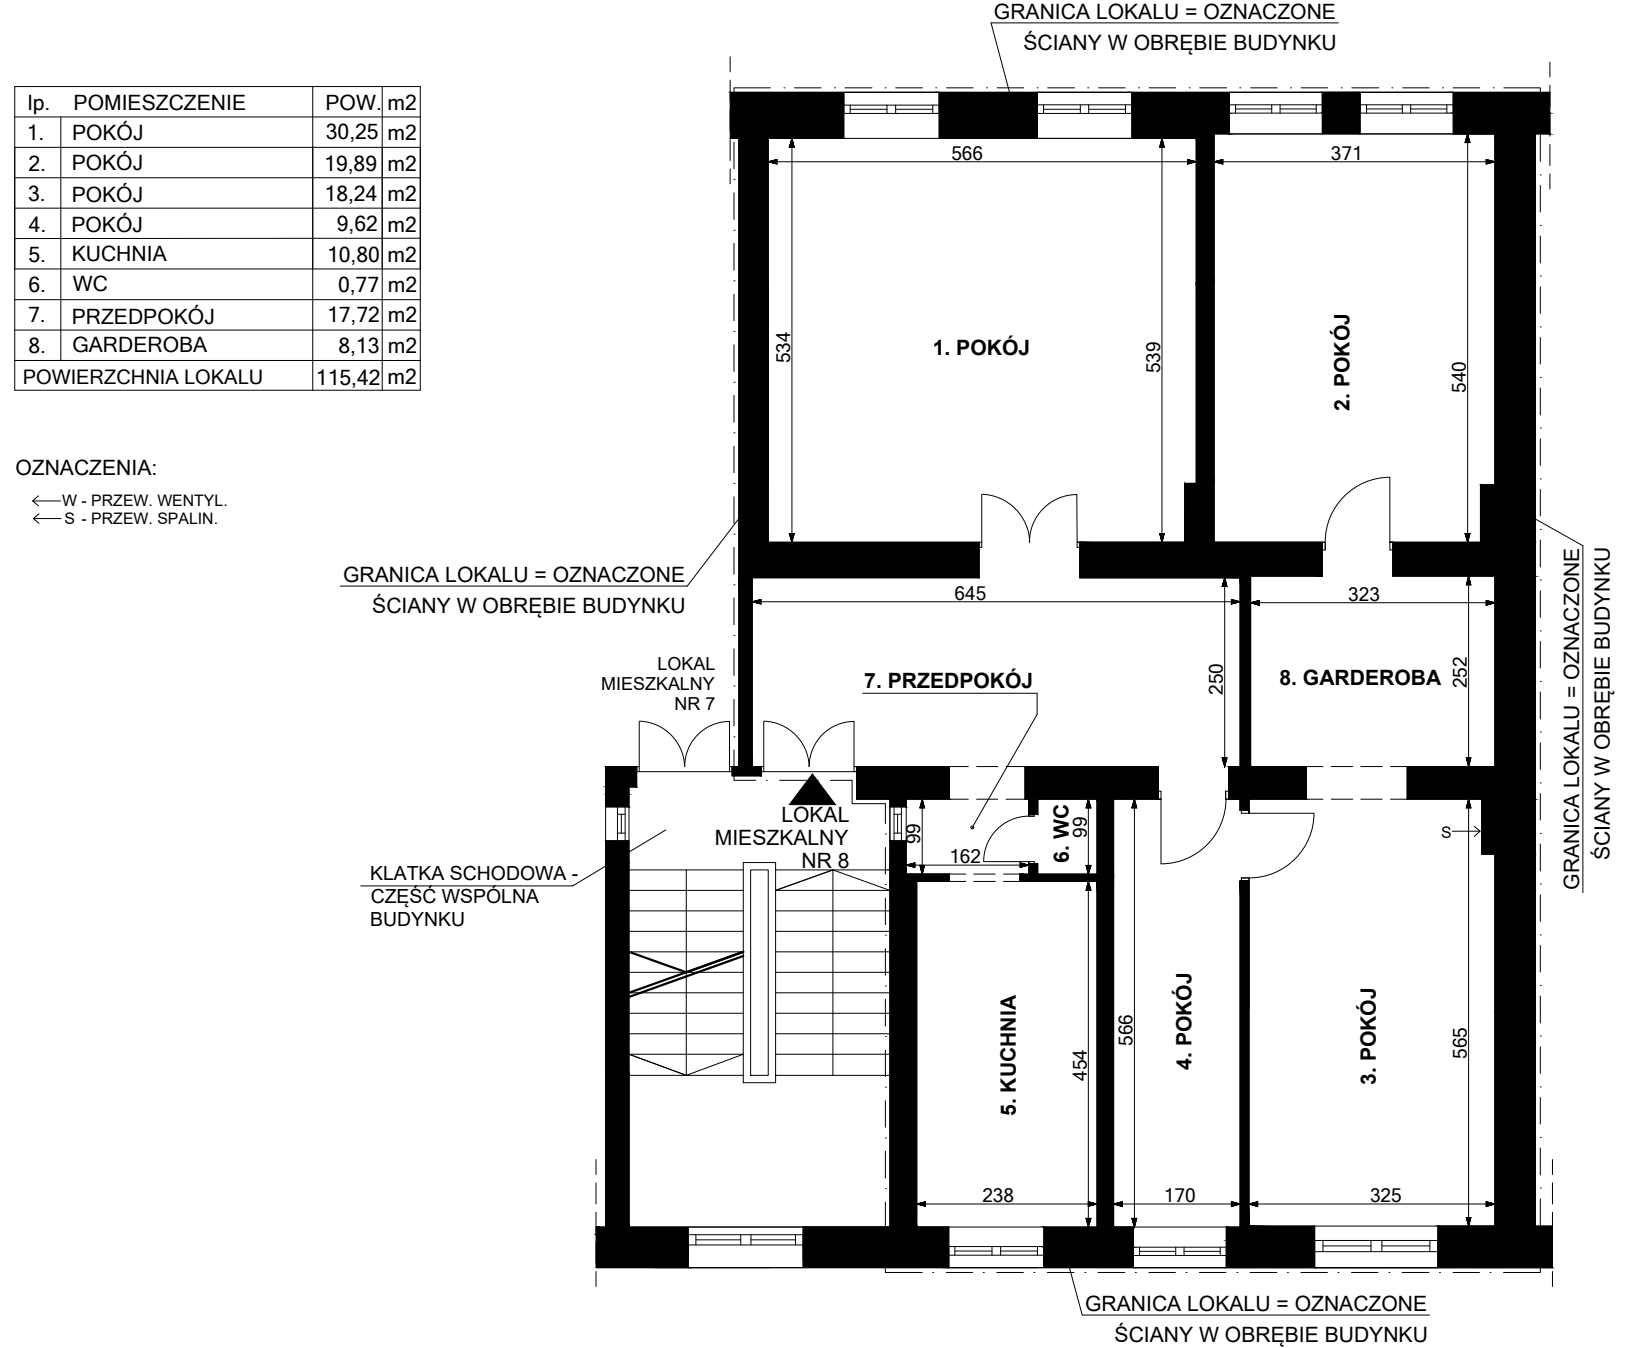 GRANICA LOKALU = OZNACZONE
ŚCIANY W OBRĘBIE BUDYNKU
lp. POMIESZCZENIE POW. m2
1. POKÓJ 30,25 m2
2. POKÓJ 19,89 m2
3. POKÓJ 18,24 m2
4. POKÓJ 9,62 m2
5. KUCHNIA 10,80 m2
6. WC 0,77 m2
7. PRZEDPOKÓJ 17,72 m2
8. GARDEROBA 8,13 m2
POWIERZCHNIA LOKALU 115,42 m2
OZNACZENIA:
W - PRZEW. WENTYL.
S - PRZEW. SPALIN.
566
371
534
1. POKÓJ
539
2. POKÓJ
540
GRANICA LOKALU = OZNACZONE
ŚCIANY W OBRĘBIE BUDYNKU
GRANICA LOKALU = OZNACZONE
ŚCIANY W OBRĘBIE BUDYNKU
645
323
LOKAL
MIESZKALNY
NR 7
7. PRZEDPOKÓJ
250
8. GARDEROBA
252
LOKAL
MIESZKALNY
NR 8
99
162
6. WC
99
S
KLATKA SCHODOWA -
CZĘŚĆ WSPÓLNA
BUDYNKU
5. KUCHNIA
454
566
4. POKÓJ
3. POKÓJ
565
238
170
325
GRANICA LOKALU = OZNACZONE
ŚCIANY W OBRĘBIE BUDYNKU